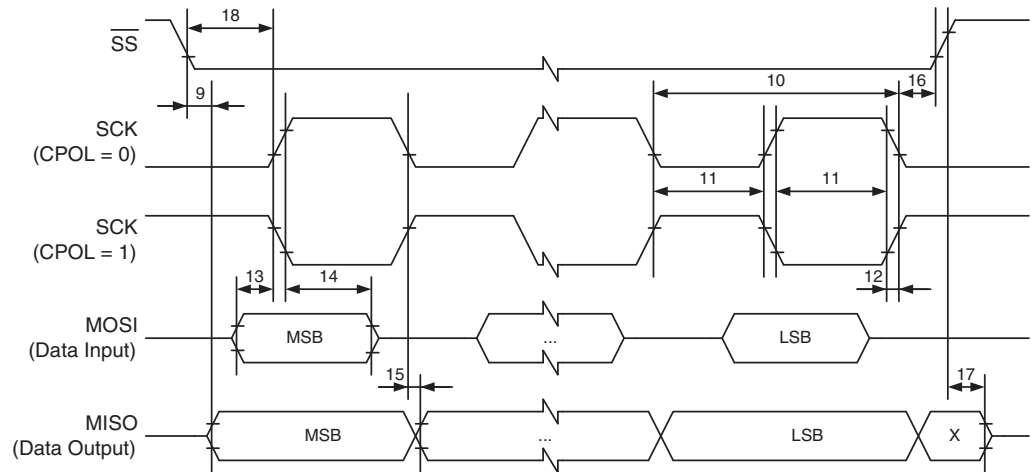 18
SS
10
16
9
SCK
(CPOL = 0)
11
11
SCK
(CPOL = 1)
13
14
12
MOSI
(Data Input)
MSB
...
LSB
15
17
MISO
(Data Output)
MSB
...
LSB
X